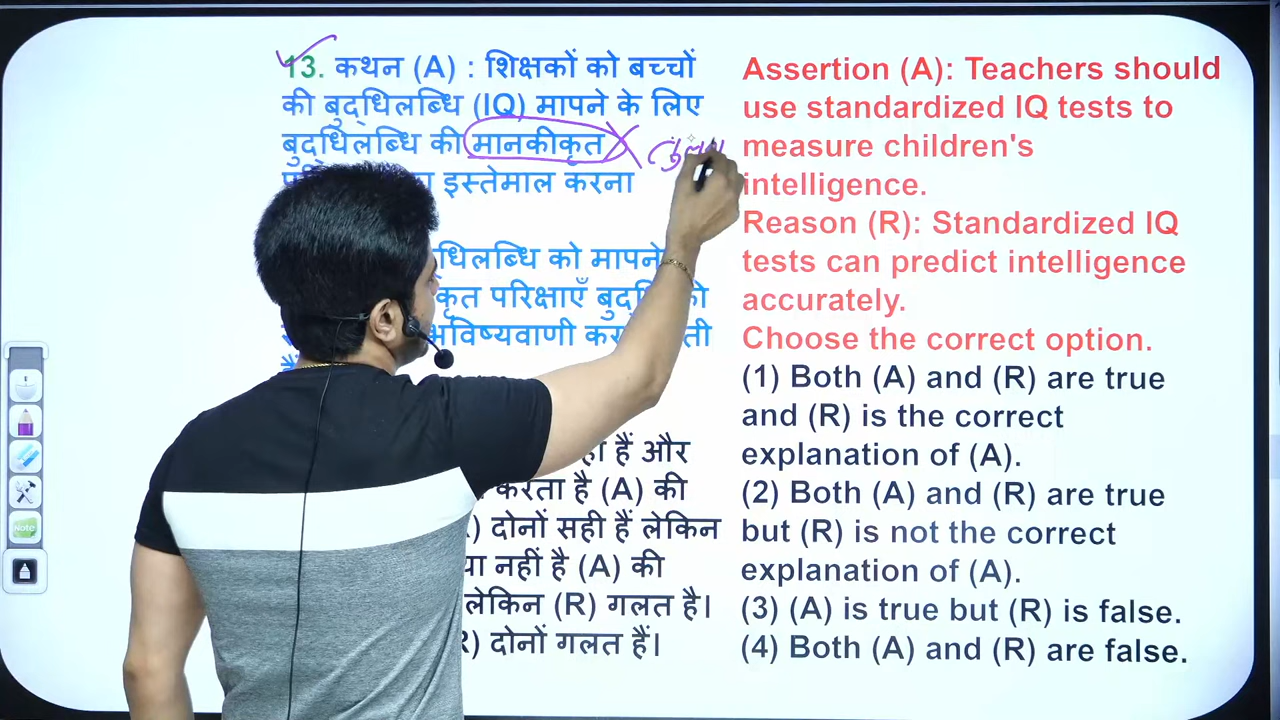 13. कथन (A) : शिक्षकों को बच्चों
की बुद्धिलब्धि (IQ) मापने के लिए
बुद्धिलब्धि की मानकीकृत
इस्तेमाल करना
को मापने
परिक्षाएँ
हैं और
करता है (A) की
दोनों सही हैं लेकिन
नहीं है (A) की
लेकिन (R) गलत है।
दोनों गलत हैं।
Assertion (A): Teachers should
use standardized IQ tests to
measure children's
intelligence.
Reason (R): Standardized IQ
tests can predict intelligence
accurately.
Choose the correct option.
(1) Both (A) and (R) are true
and (R) is the correct
explanation of (A).
(2) Both (A) and (R) are true
but (R) is not the correct
explanation of (A).
(3) (A) is true but (R) is false.
(4) Both (A) and (R) are false.
Note